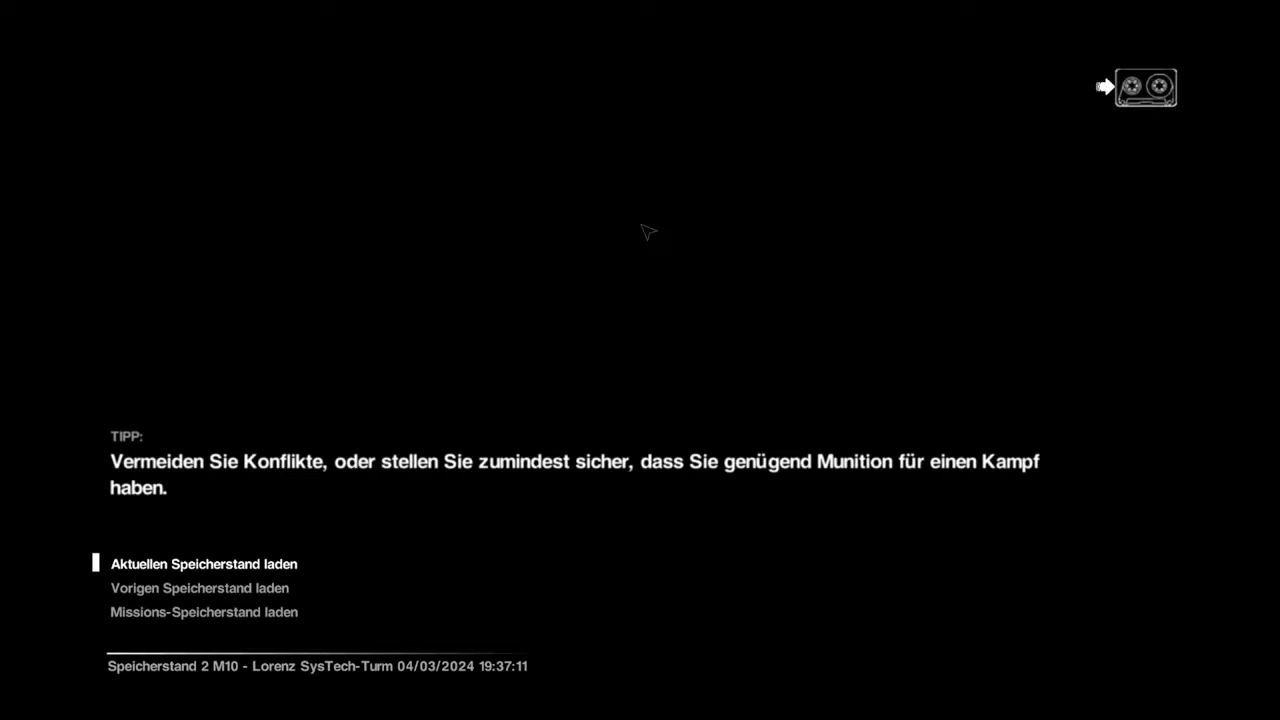 TIPP:
Vermeiden Sie Konflikte, oder stellen Sie zumindest sicher, dass Sie genügend Munition für einen Kampf
haben.
Aktuellen Speicherstand laden
Vorigen Speicherstand laden
Missions-Speicherstand laden
Speicherstand 2 M10 - Lorenz SysTech-Turm 04/03/2024 19:37:11